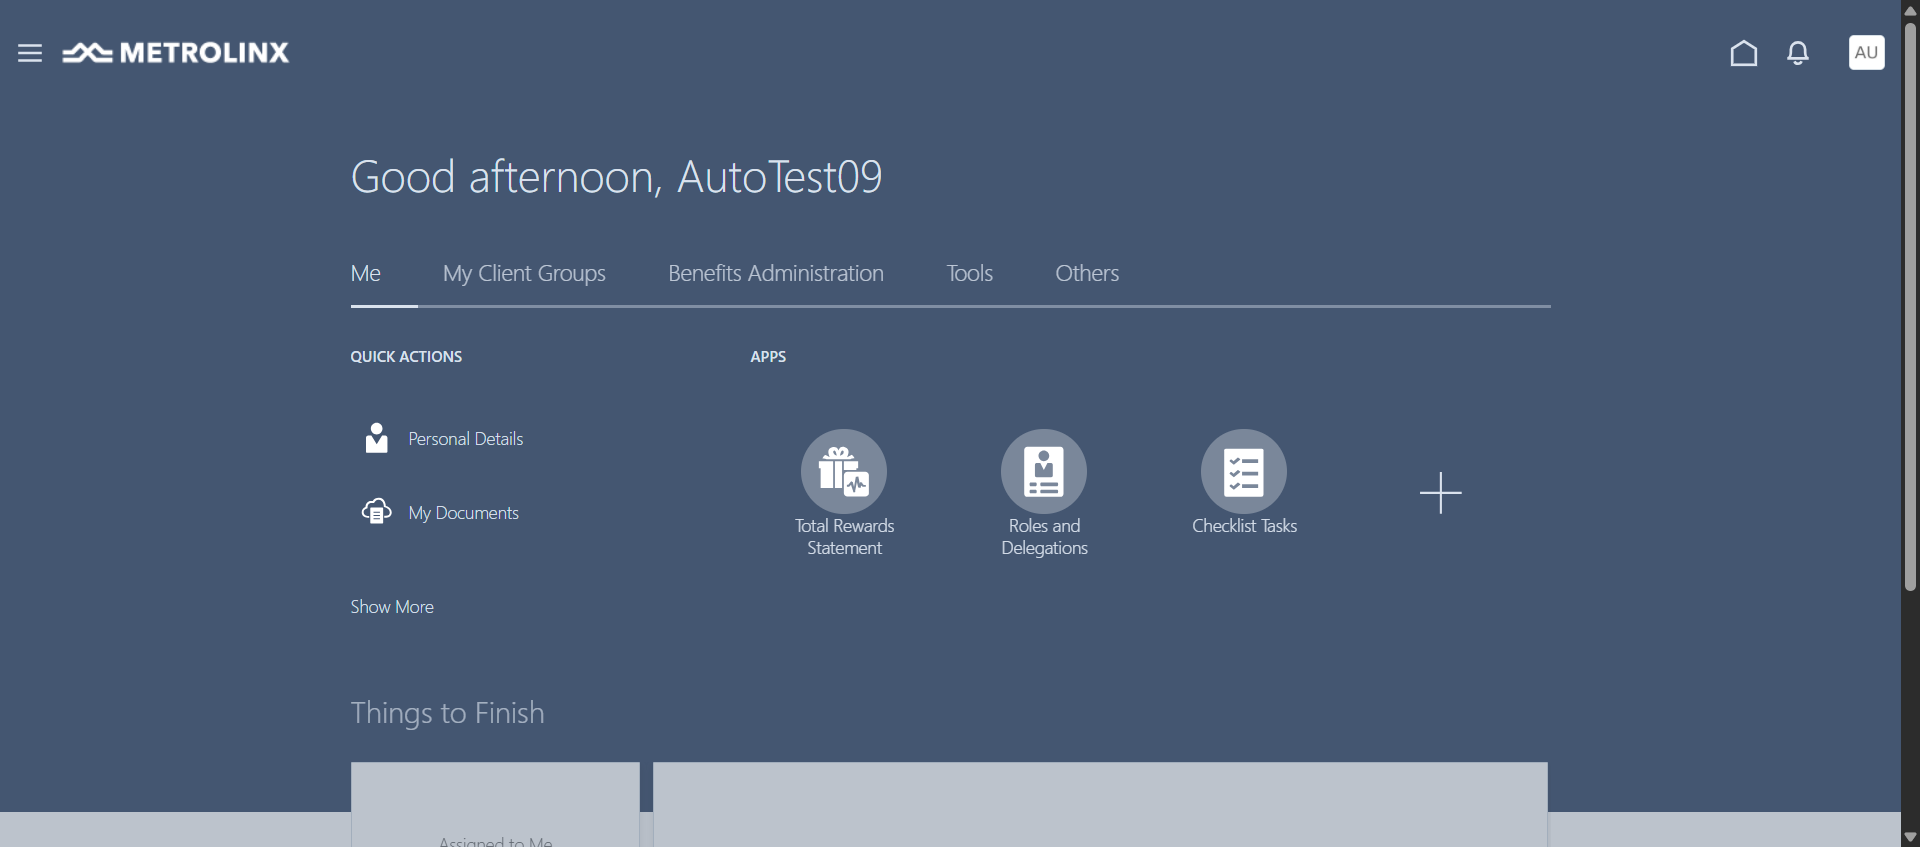 METROLINX
AU
Good afternoon, AutoTest09
Me
My Client Groups
Benefits Administration
Tools
Others
QUICK ACTIONS
APPS
Personal Details
My Documents
Show More
Total Rewards
Statement
Roles and
Delegations
Checklist Tasks
Things to Finish
Assigned to Me